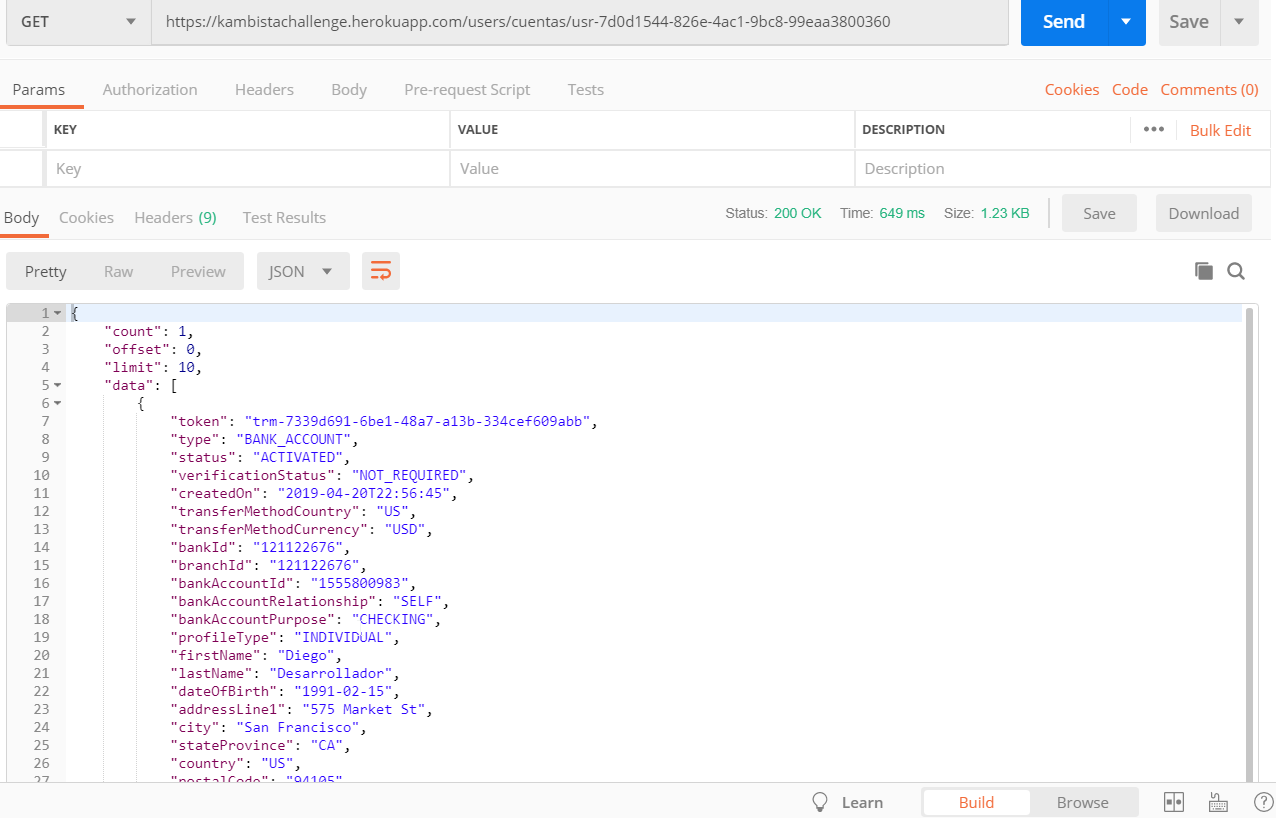 GET https://kambistachallenge.herokuapp.com/users/cuentas/usr-7d0d1544-826e-4ac1-9bc8-99eaa3800360 Send Save
Params Authorization Headers Body Pre-request Script Tests Cookies Code Comments (0)
KEY VALUE DESCRIPTION ••• Bulk Edit
Key Value Description
Body Cookies Headers (9) Test Results Status: 200 OK Time: 649 ms Size: 1.23 KB Save Download
Pretty Raw Preview JSON
1 {
2 "count": 1,
3 "offset": 0,
4 "limit": 10,
5 "data": [
6 {
7 "token": "trm-7339d691-6be1-48a7-a13b-334cef609abb",
8 "type": "BANK_ACCOUNT",
9 "status": "ACTIVATED",
10 "verificationStatus": "NOT_REQUIRED",
11 "createdOn": "2019-04-20T22:56:45",
12 "transferMethodCountry": "US",
13 "transferMethodCurrency": "USD",
14 "bankId": "121122676",
15 "branchId": "121122676",
16 "bankAccountId": "1555800983",
17 "bankAccountRelationship": "SELF",
18 "bankAccountPurpose": "CHECKING",
19 "profileType": "INDIVIDUAL",
20 "firstName": "Diego",
21 "lastName": "Desarrollador",
22 "dateOfBirth": "1991-02-15",
23 "addressLine1": "575 Market St",
24 "city": "San Francisco",
25 "stateProvince": "CA",
26 "country": "US",
27 "postalCode": "94105"
Learn Build Browse